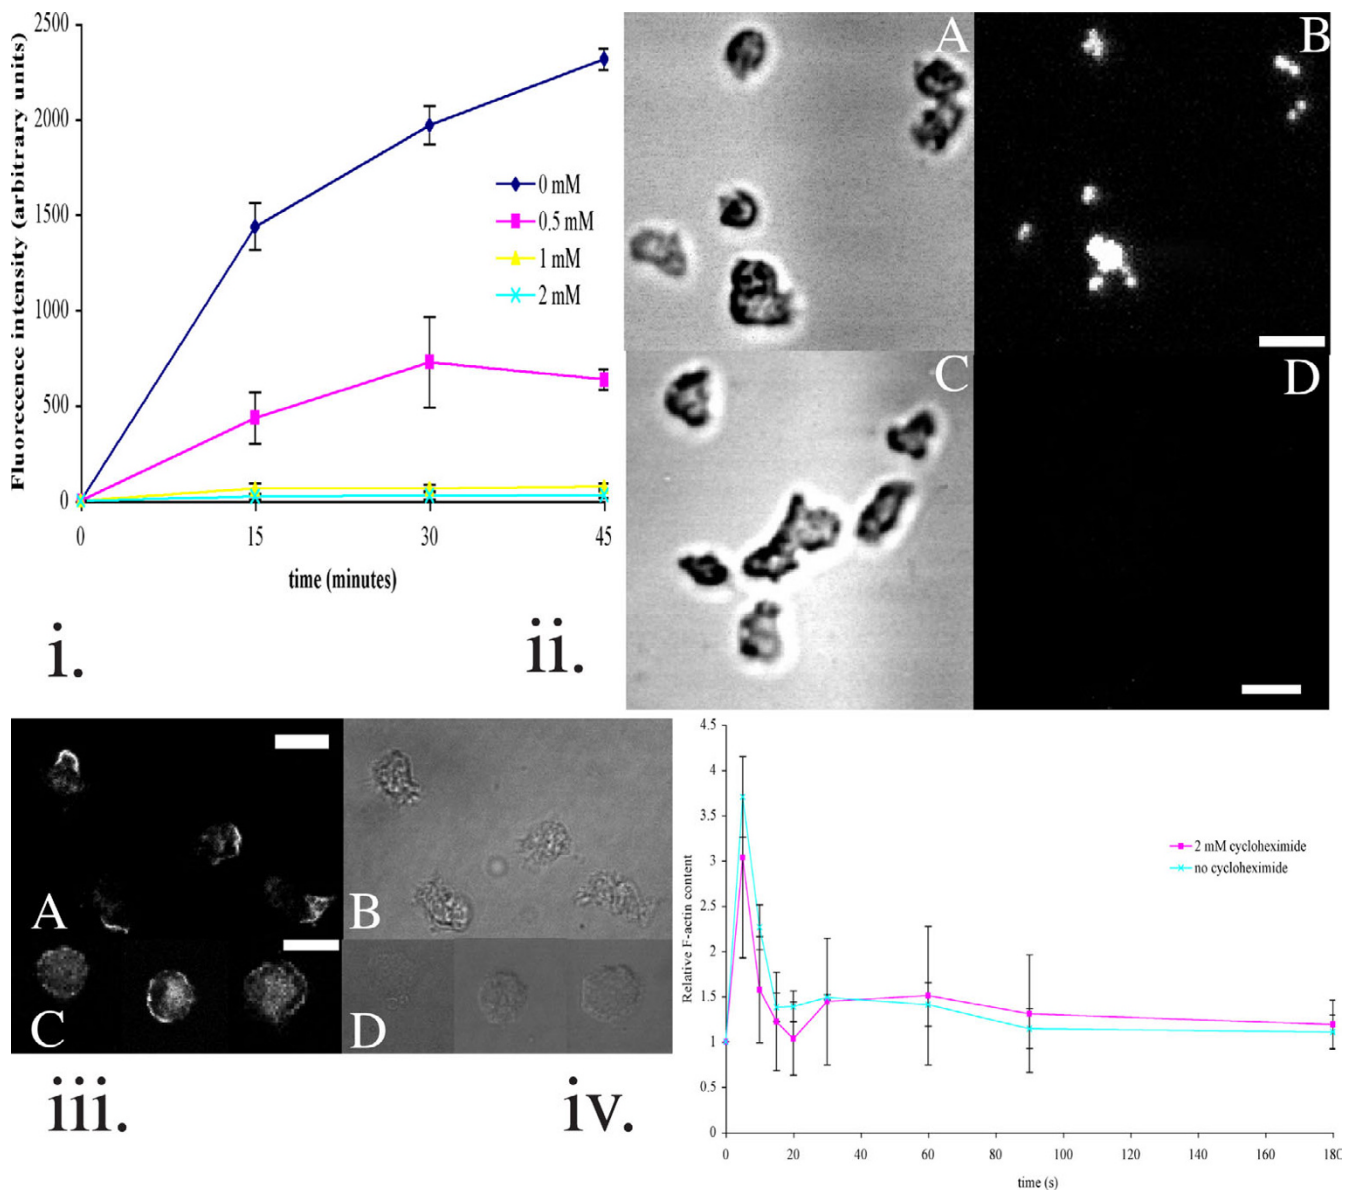 2500
2000
1500
1000
500
0
0
15
30
45
Fluorecence intensity (arbitrary units)
time (minutes)
0 mM
0.5 mM
1 mM
2 mM
i.
A
B
C
D
ii.
A
B
C
D
iii.
4.5
4
3.5
3
2.5
2
1.5
1
0.5
0
0
20
40
60
80
100
120
140
160
180
Relative F-actin content
time (s)
2 mM cycloheximide
no cycloheximide
iv.